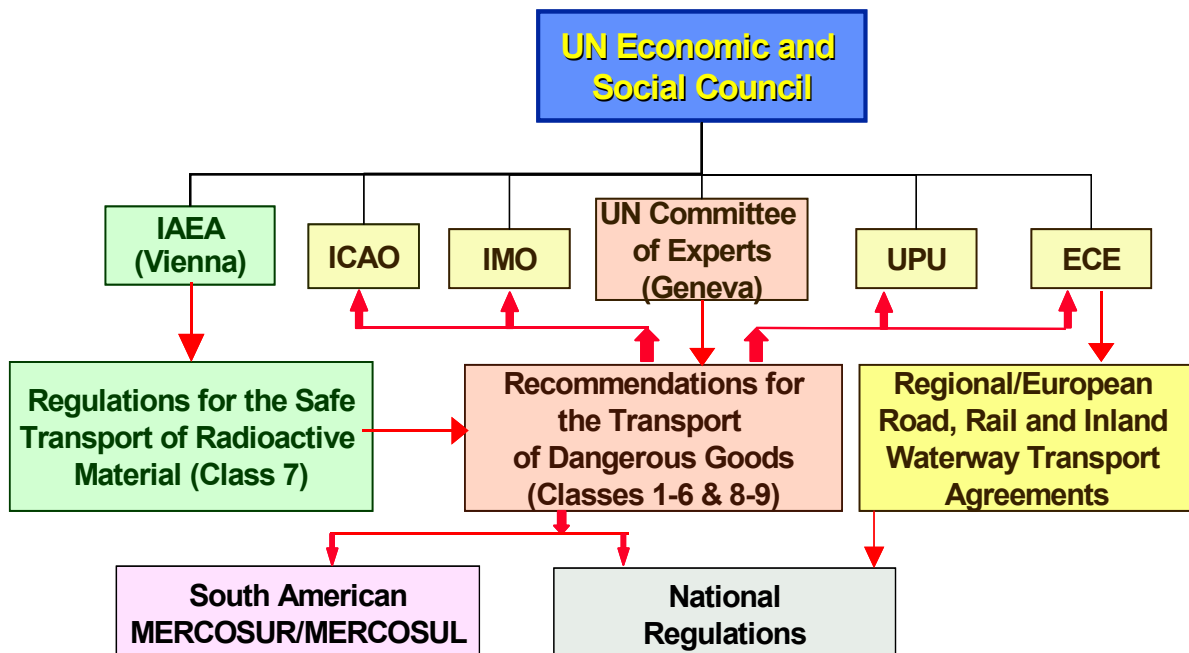 UN Economic and
Social Council
IAEA
(Vienna)
ICAO
IMO
UN Committee
of Experts
(Geneva)
UPU
ECE
Regulations for the Safe
Transport of Radioactive
Material (Class 7)
Recommendations for
the Transport
of Dangerous Goods
(Classes 1-6 & 8-9)
Regional/European
Road, Rail and Inland
Waterway Transport
Agreements
South American
MERCOSUR/MERCOSUL
National
Regulations